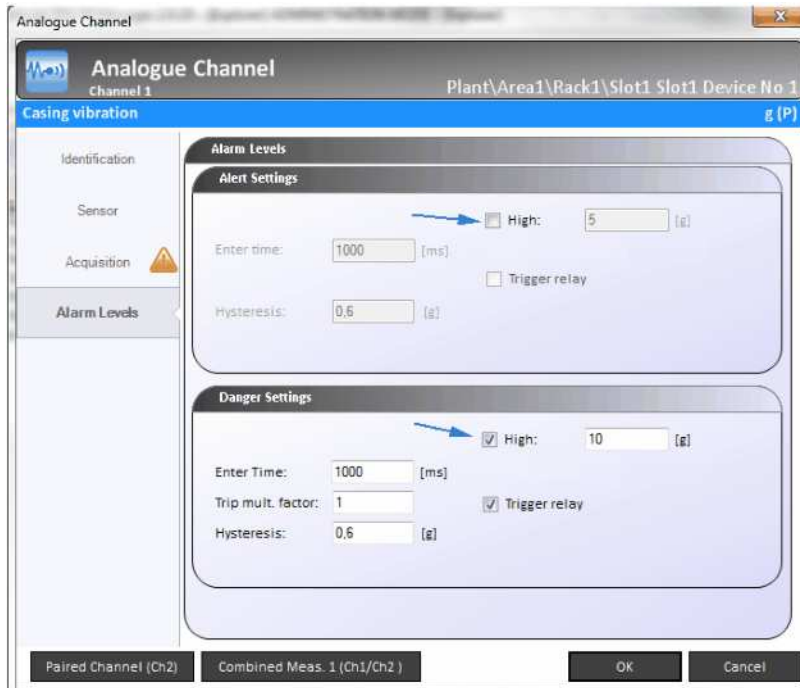 Analogue Channel
Analogue Channel
Channel 1
Plant\Area1\Rack1\Slot1 Slot1 Device No 1
Casing vibration
g (P)
Identification
Sensor
Acquisition
Alarm Levels
Alarm Levels
Alert Settings
High: 5 [g]
Enter time: 1000 [ms]
Trigger relay
Hysteresis: 0,6 [g]
Danger Settings
High: 10 [g]
Enter Time: 1000 [ms]
Trip mult. factor: 1
Trigger relay
Hysteresis: 0,6 [g]
Paired Channel (Ch2)
Combined Meas. 1 (Ch1/Ch2 )
OK
Cancel